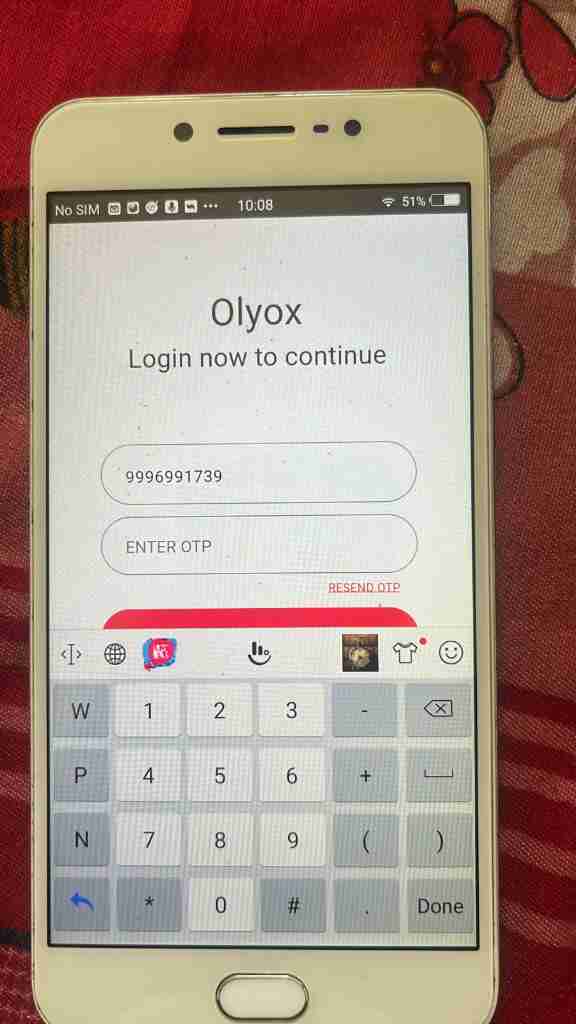 No SIM ... 10:08 51%
Olyox
Login now to continue
9996991739
ENTER OTP
RESEND OTP
W 1 2 3 -
P 4 5 6 +
N 7 8 9 ( )
* 0 # . Done